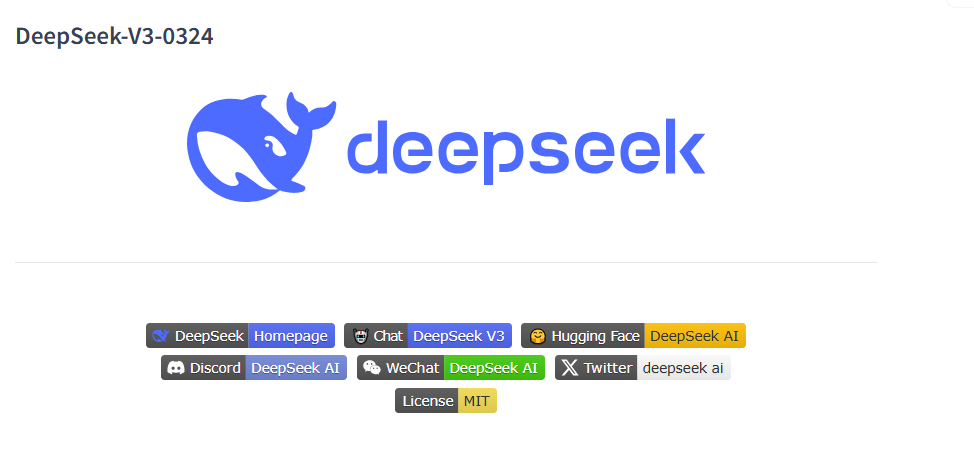 DeepSeek-V3-0324
deepseek
DeepSeek Homepage Chat DeepSeek V3 Hugging Face DeepSeek AI
Discord DeepSeek AI WeChat DeepSeek AI Twitter deepseek ai
License MIT